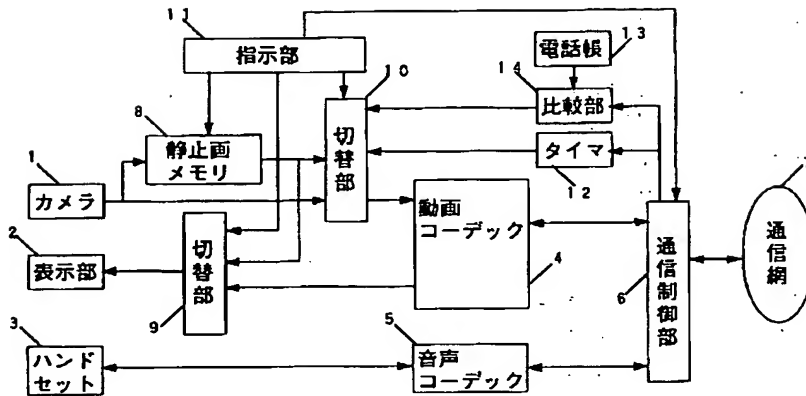 11
指示部
10
電話帳
13
14
比較部
8
静止画
メモリ
切替部
タイマ
12
1
カメラ
動画
コーデック
4
2
表示部
切替部
9
通信制御部
6
通信網
3
ハンド
セット
5
音声
コーデック